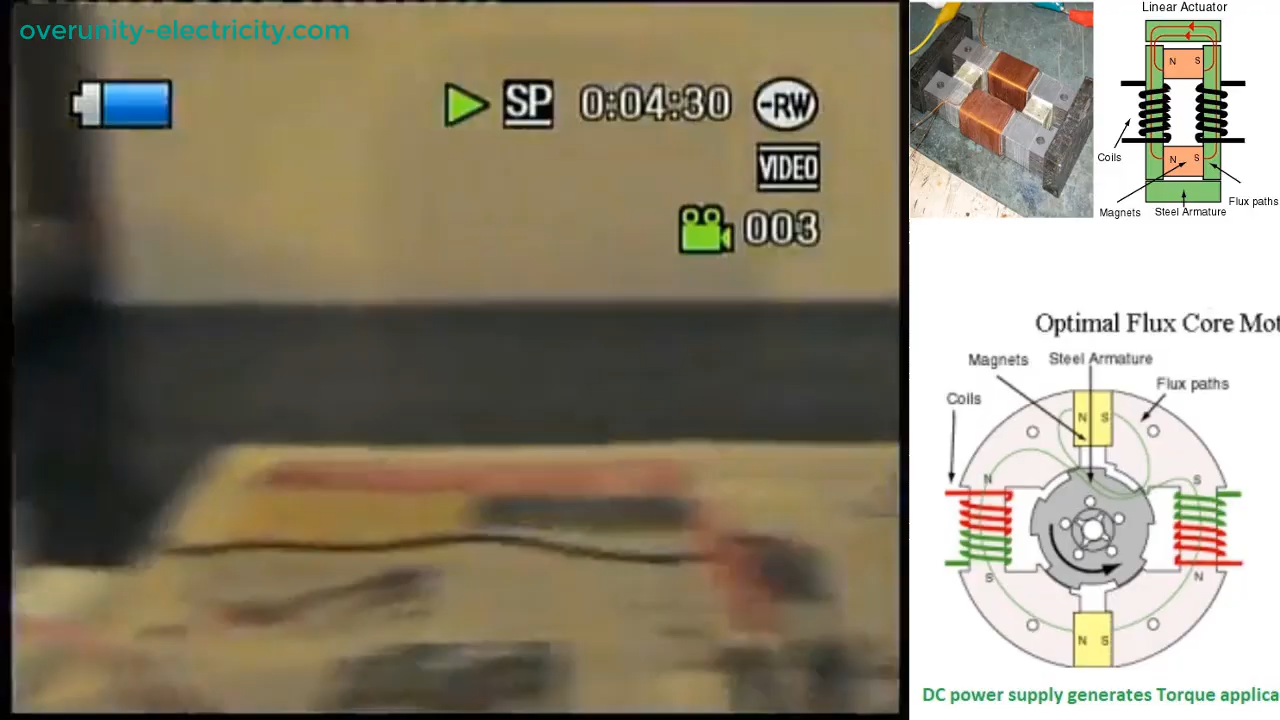 overunity-electricity.com
SP 0:04:30 -RW
VIDEO
003
Linear Actuator
N S
Coils
N S
Magnets
Steel Armature
Flux paths
Optimal Flux Core Mot
Magnets
Steel Armature
Flux paths
Coils
N S
N
S
S
N
N S
DC power supply generates Torque applica